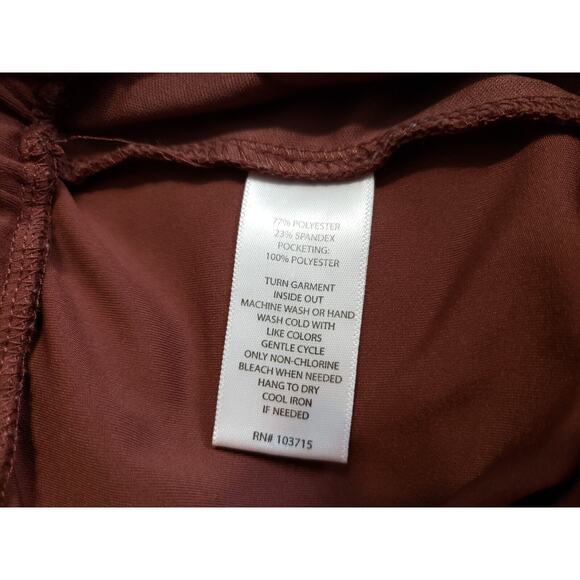 77% POLYESTER
23% SPANDEX
POCKETING:
100% POLYESTER
TURN GARMENT
INSIDE OUT
MACHINE WASH OR HAND
WASH COLD WITH
LIKE COLORS
GENTLE CYCLE
ONLY NON-CHLORINE
BLEACH WHEN NEEDED
HANG TO DRY
COOL IRON
IF NEEDED
RN# 103715